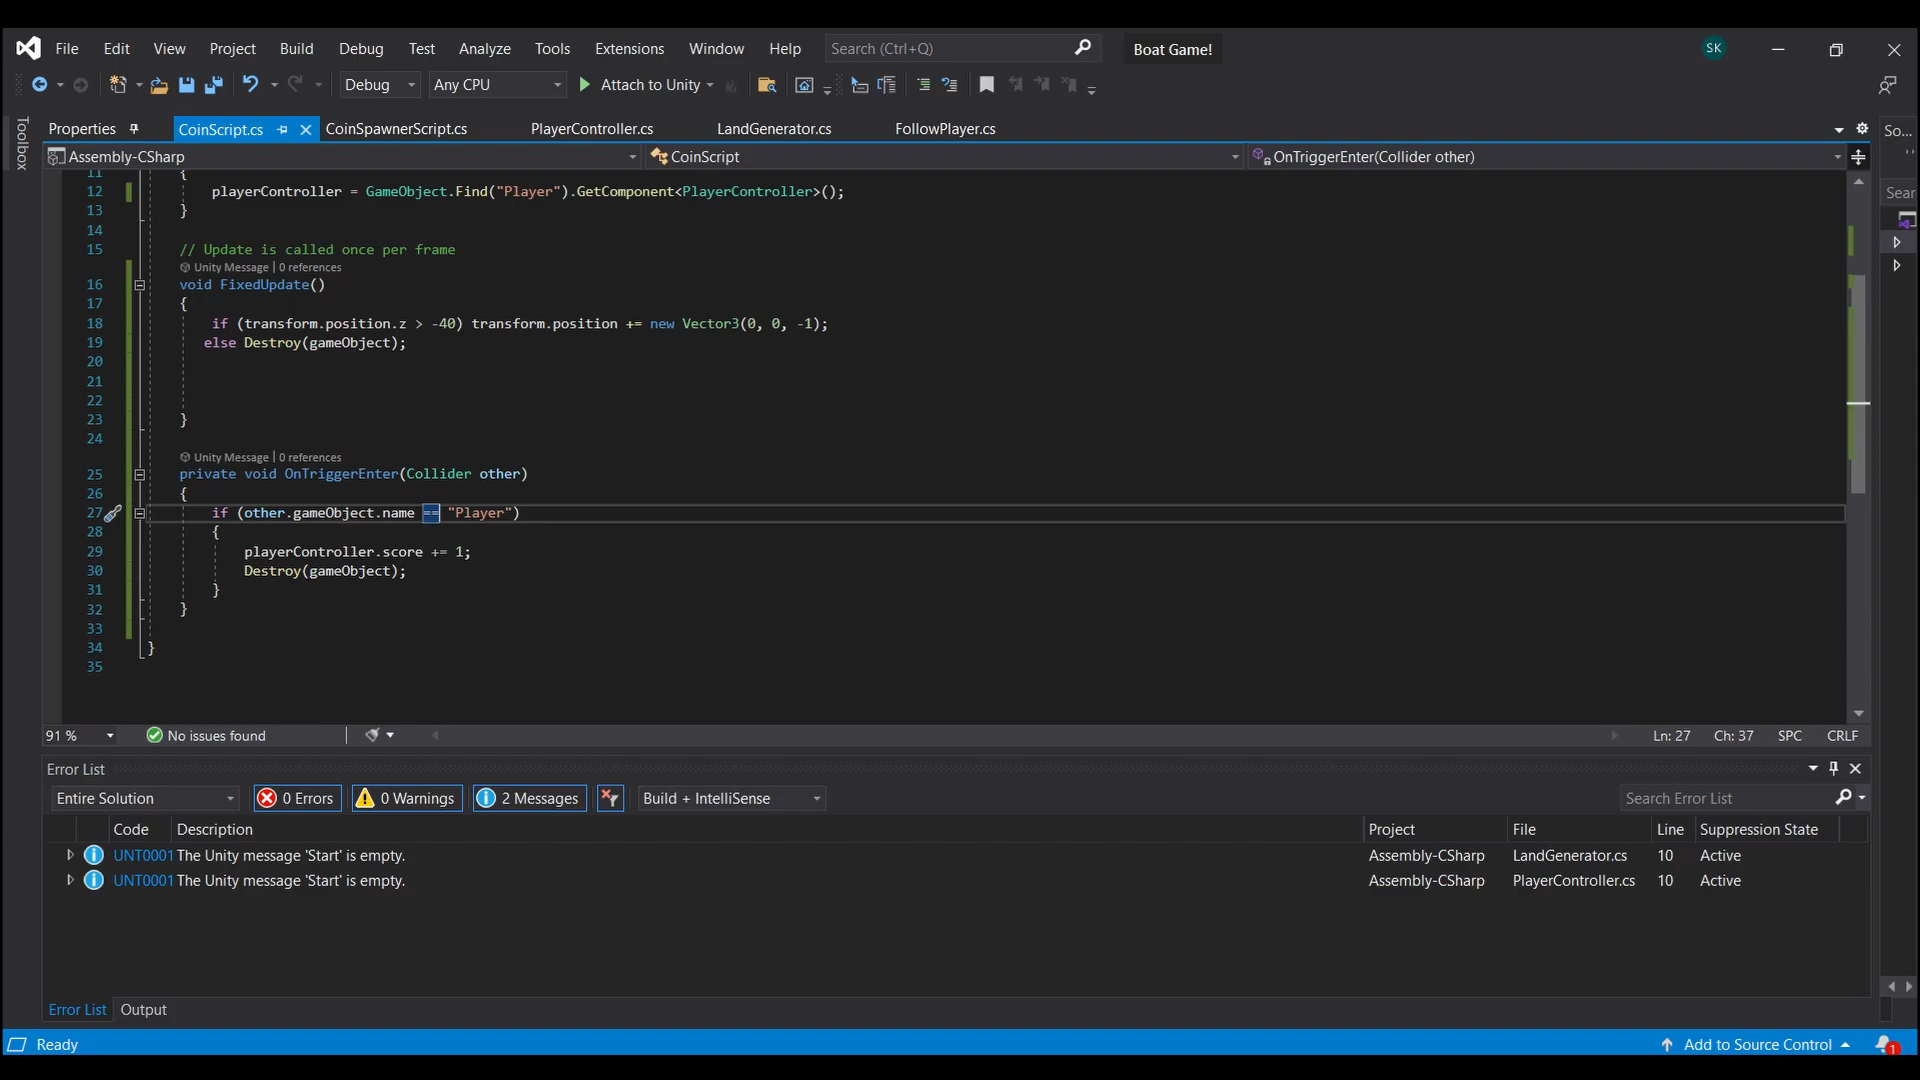 File Edit View Project Build Debug Test Analyze Tools Extensions Window Help Search (Ctrl+Q) Boat Game! SK
Debug Any CPU Attach to Unity
Toolbox
Properties CoinScript.cs CoinSpawnerScript.cs PlayerController.cs LandGenerator.cs FollowPlayer.cs So...
Assembly-CSharp CoinScript OnTriggerEnter(Collider other)
Sear
11 {
12 playerController = GameObject.Find("Player").GetComponent<PlayerController>();
13 }
14
15 // Update is called once per frame
Unity Message | 0 references
16 void FixedUpdate()
17 {
18 if (transform.position.z > -40) transform.position += new Vector3(0, 0, -1);
19 else Destroy(gameObject);
20
21
22
23 }
24
Unity Message | 0 references
25 private void OnTriggerEnter(Collider other)
26 {
27 if (other.gameObject.name == "Player")
28 {
29 playerController.score += 1;
30 Destroy(gameObject);
31 }
32 }
33
34 }
35
91 % No issues found Ln: 27 Ch: 37 SPC CRLF
Error List
Entire Solution 0 Errors 0 Warnings 2 Messages Build + IntelliSense Search Error List
Code Description Project File Line Suppression State
UNT0001 The Unity message 'Start' is empty. Assembly-CSharp LandGenerator.cs 10 Active
UNT0001 The Unity message 'Start' is empty. Assembly-CSharp PlayerController.cs 10 Active
Error List Output
Ready Add to Source Control 1